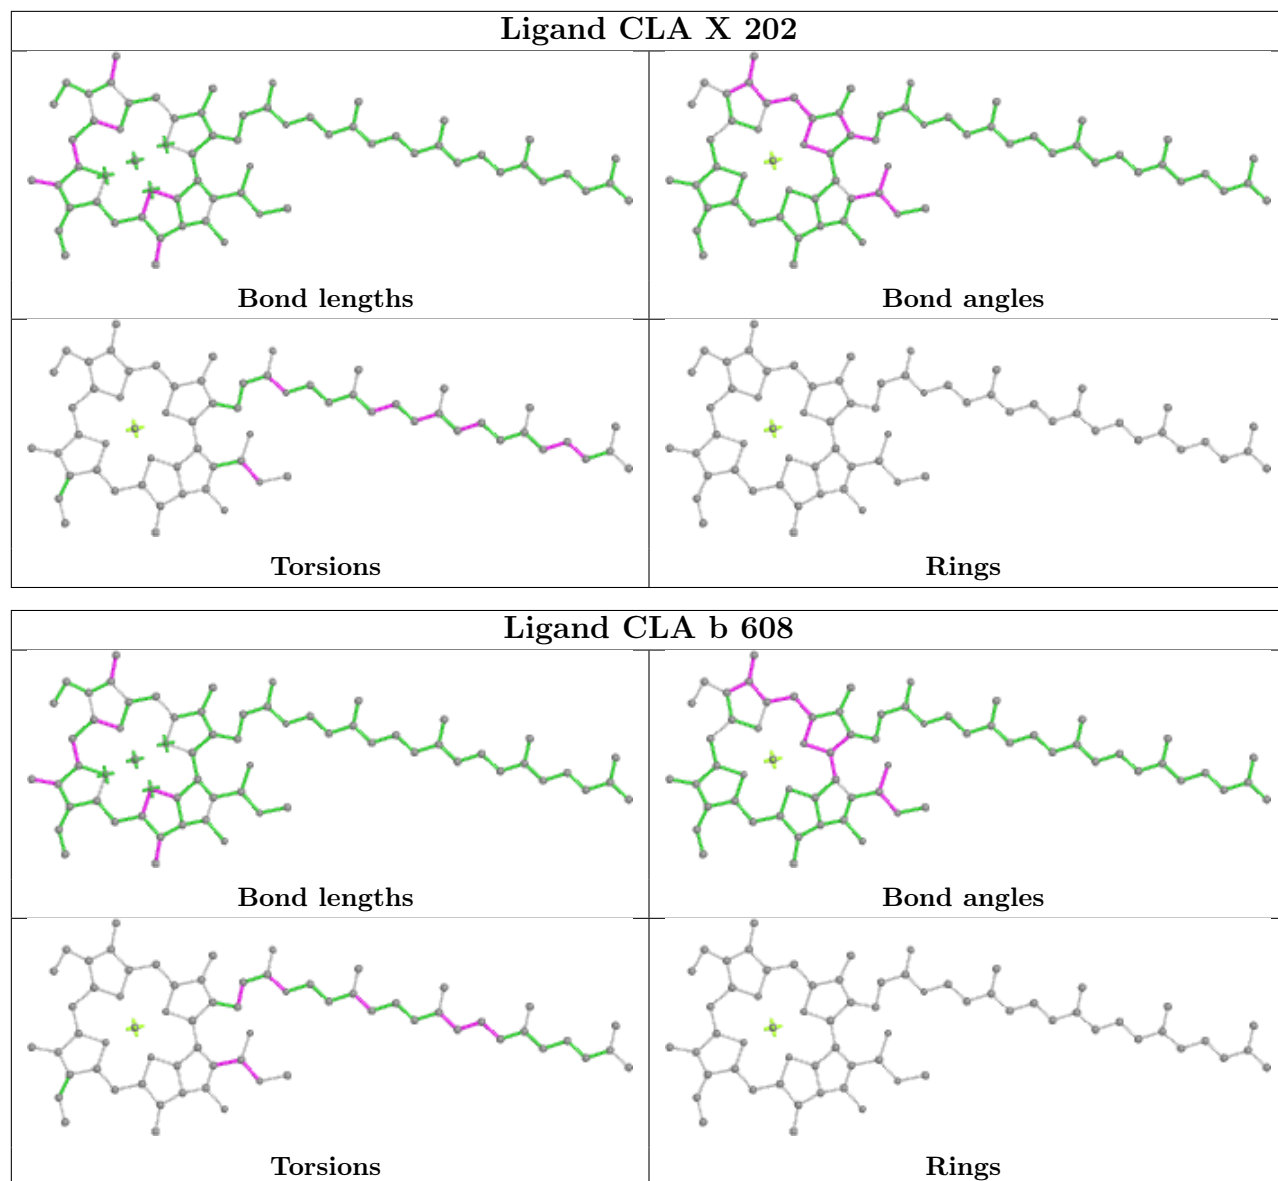 Ligand CLA X 202
Bond lengths
Bond angles
Torsions
Rings
Ligand CLA b 608
Bond lengths
Bond angles
Torsions
Rings